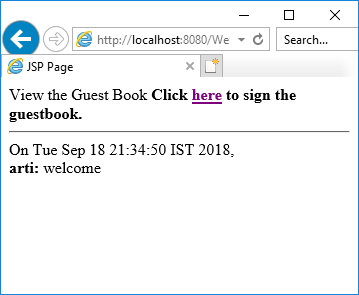 http://localhost:8080/We
Search...
JSP Page
View the Guest Book Click here to sign the
guestbook.
On Tue Sep 18 21:34:50 IST 2018,
arti: welcome